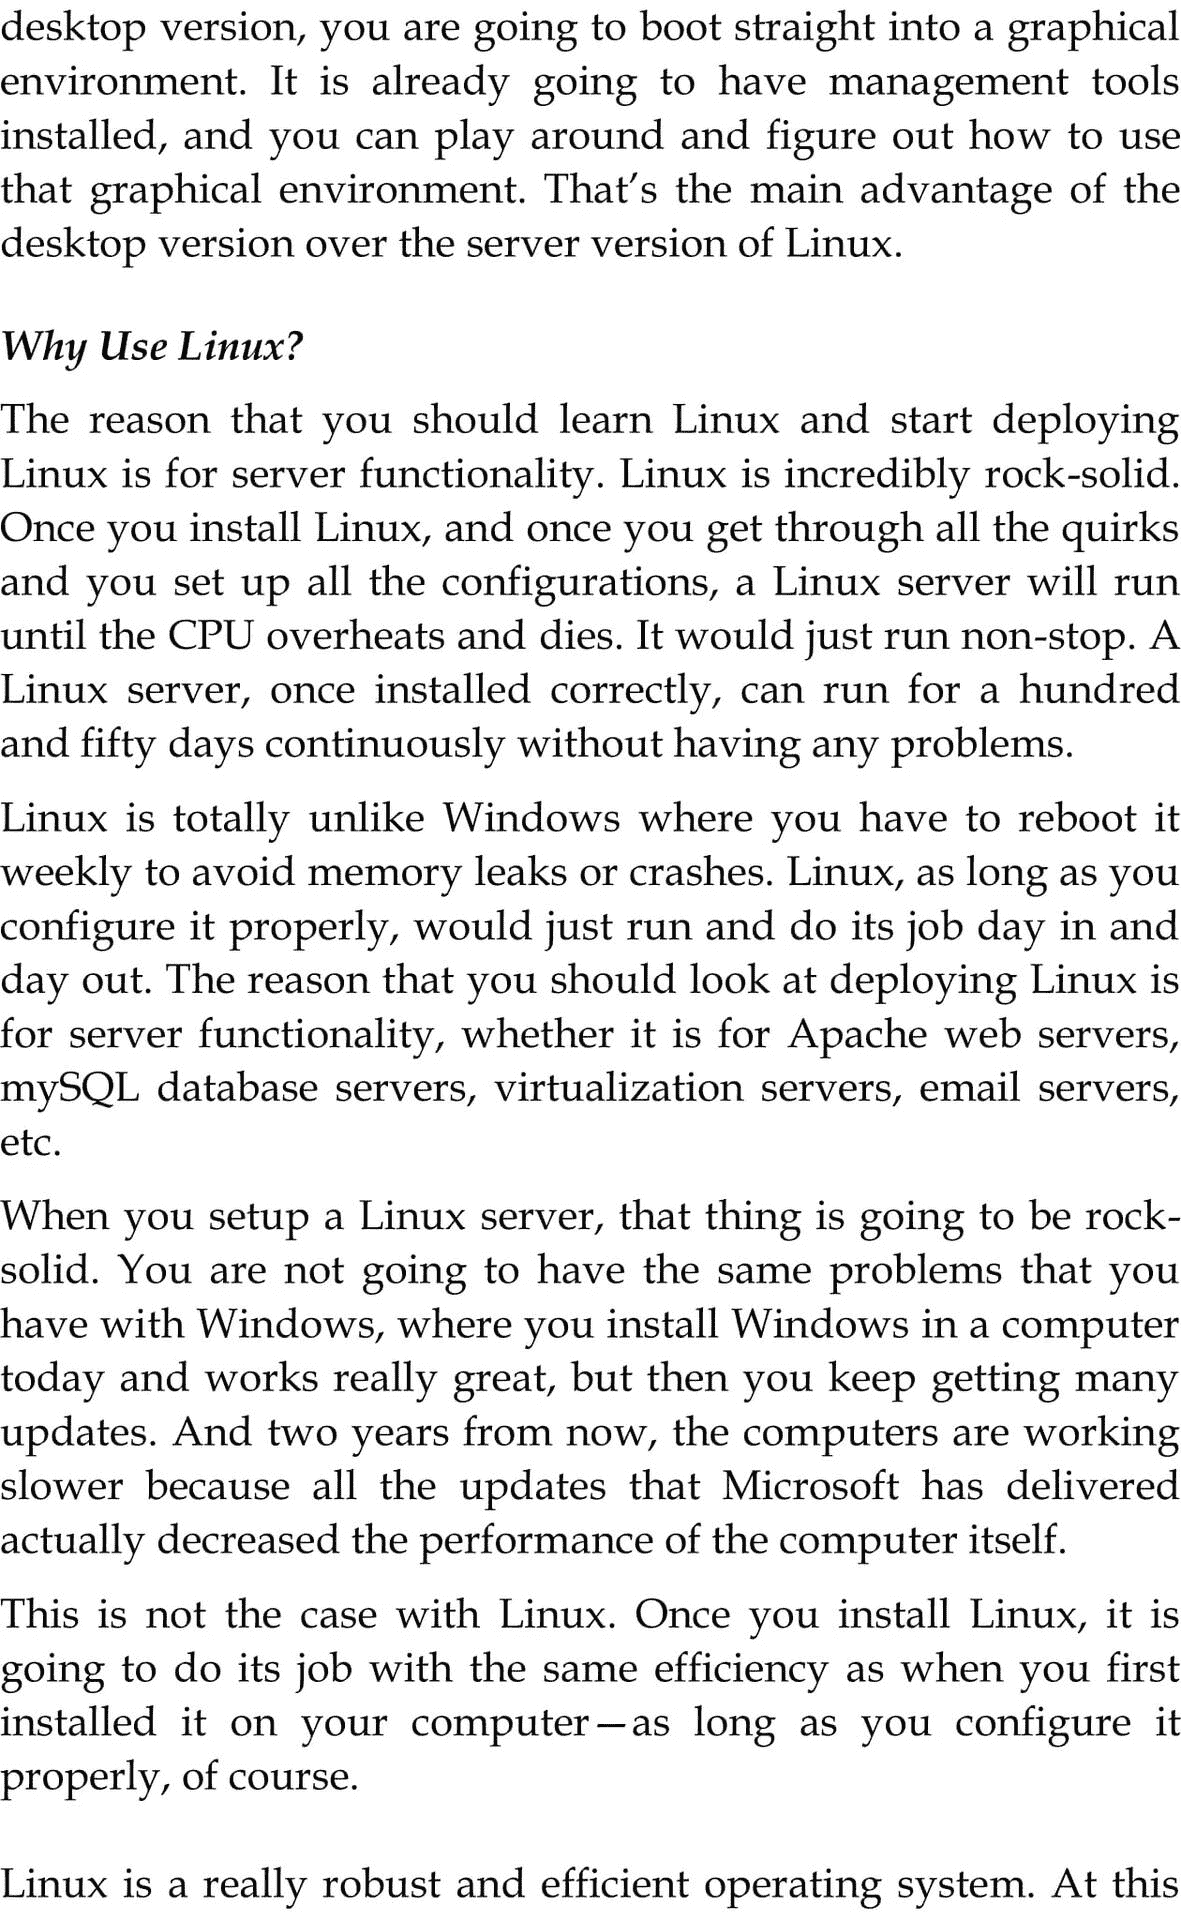 desktop version, you are going to boot straight into a graphical
environment. It is already going to have management tools
installed, and you can play around and figure out how to use
that graphical environment. That’s the main advantage of the
desktop version over the server version of Linux.
Why Use Linux?
The reason that you should learn Linux and start deploying
Linux is for server functionality. Linux is incredibly rock-solid.
Once you install Linux, and once you get through all the quirks
and you set up all the configurations, a Linux server will run
until the CPU overheats and dies. It would just run non-stop. A
Linux server, once installed correctly, can run for a hundred
and fifty days continuously without having any problems.
Linux is totally unlike Windows where you have to reboot it
weekly to avoid memory leaks or crashes. Linux, as long as you
configure it properly, would just run and do its job day in and
day out. The reason that you should look at deploying Linux is
for server functionality, whether it is for Apache web servers,
mySQL database servers, virtualization servers, email servers,
etc.
When you setup a Linux server, that thing is going to be rock-
solid. You are not going to have the same problems that you
have with Windows, where you install Windows in a computer
today and works really great, but then you keep getting many
updates. And two years from now, the computers are working
slower because all the updates that Microsoft has delivered
actually decreased the performance of the computer itself.
This is not the case with Linux. Once you install Linux, it is
going to do its job with the same efficiency as when you first
installed it on your computer—as long as you configure it
properly, of course.
Linux is a really robust and efficient operating system. At this